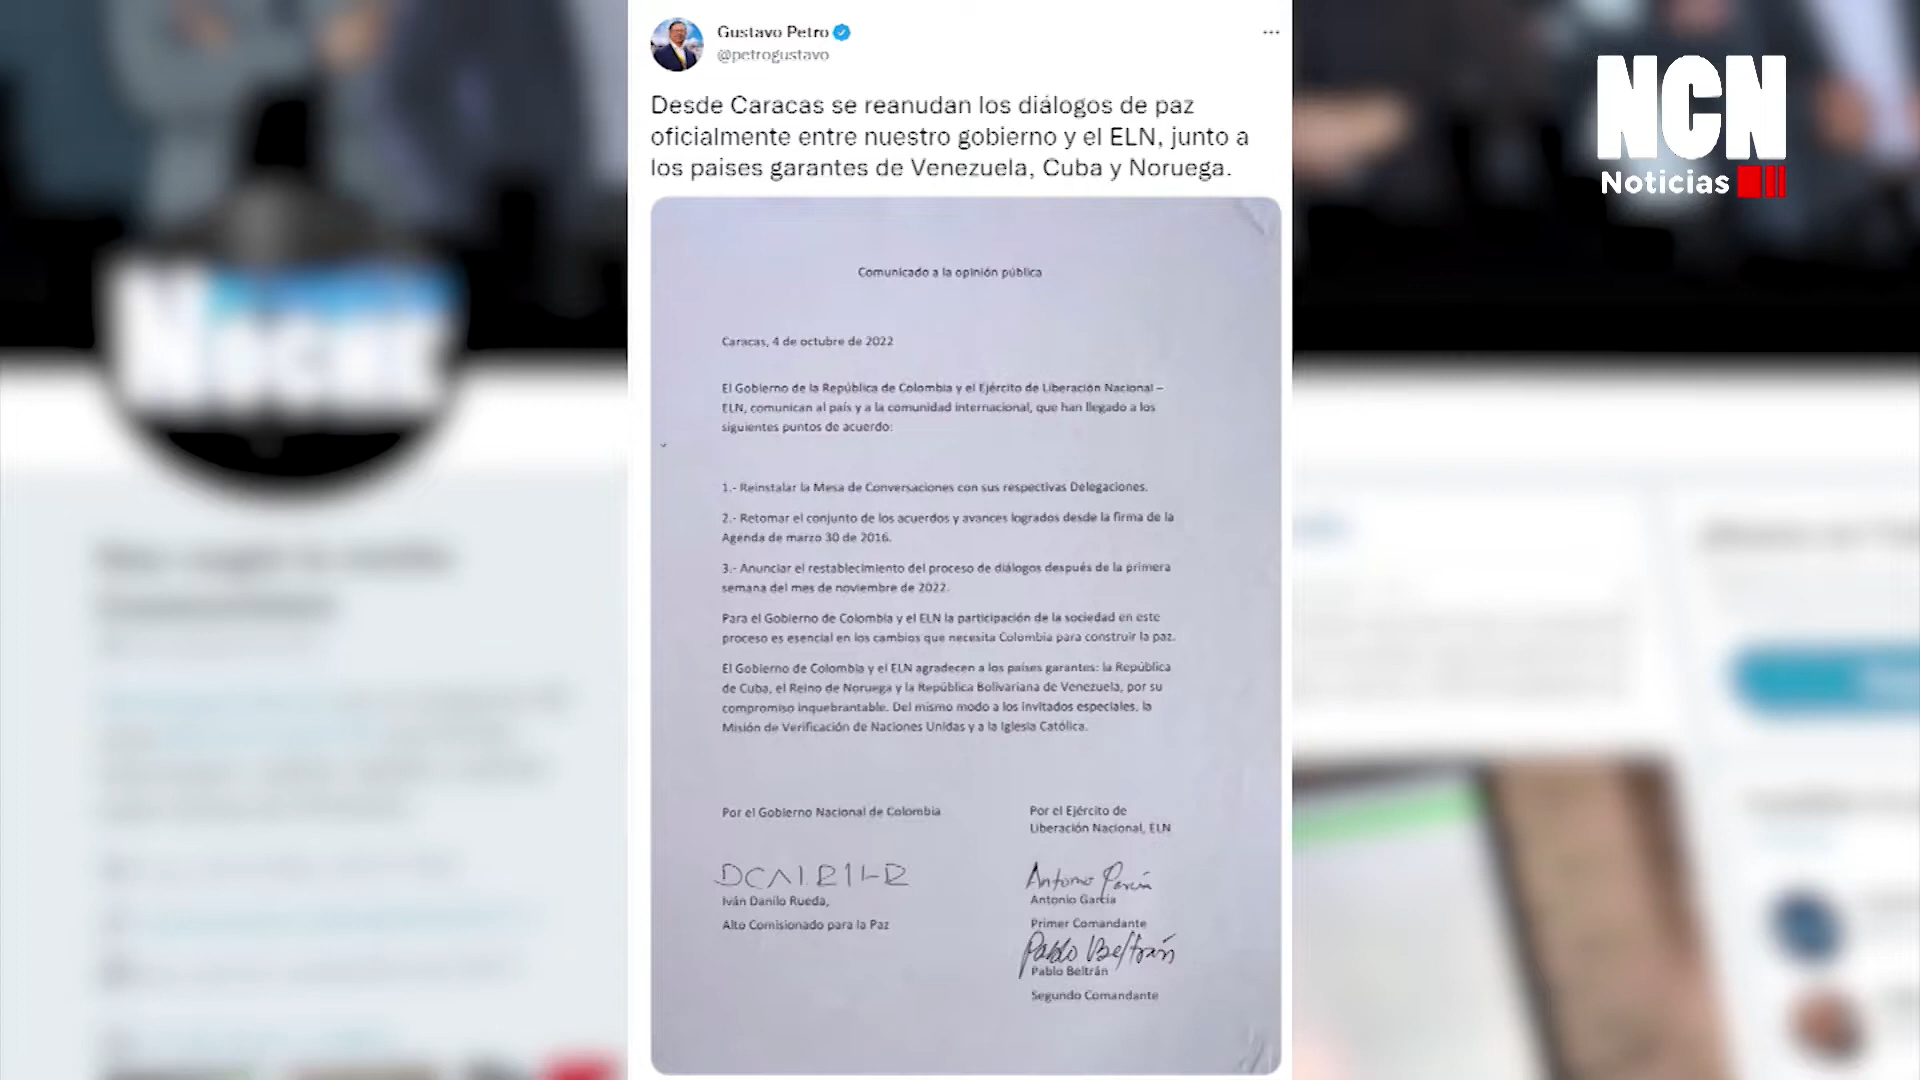 Gustavo Petro
@petrogustavo
Desde Caracas se reanudan los diálogos de paz
oficialmente entre nuestro gobierno y el ELN, junto a
los paises garantes de Venezuela, Cuba y Noruega.
NCN
Noticias
Comunicado a la opinión pública
Caracas, 4 de octubre de 2022
El Gobierno de la República de Colombia y el Ejército de Liberación Nacional –
ELN, comunican al país y a la comunidad internacional, que han llegado a los
siguientes puntos de acuerdo:
1.- Reinstalar la Mesa de Conversaciones con sus respectivas Delegaciones.
2.- Retomar el conjunto de los acuerdos y avances logrados desde la firma de la
Agenda de marzo 30 de 2016.
3.- Anunciar el restablecimiento del proceso de diálogos después de la primera
semana del mes de noviembre de 2022.
Para el Gobierno de Colombia y el ELN la participación de la sociedad en este
proceso es esencial en los cambios que necesita Colombia para construir la paz.
El Gobierno de Colombia y el ELN agradecen a los países garantes: la República
de Cuba, el Reino de Noruega y la República Bolivariana de Venezuela, por su
compromiso inquebrantable. Del mismo modo a los invitados especiales, la
Misión de Verificación de Naciones Unidas y a la Iglesia Católica.
Por el Gobierno Nacional de Colombia
Iván Danilo Rueda,
Alto Comisionado para la Paz
Por el Ejército de
Liberación Nacional, ELN
Antonio García
Antonio García
Primer Comandante
Pablo Beltrán
Pablo Beltrán
Segundo Comandante